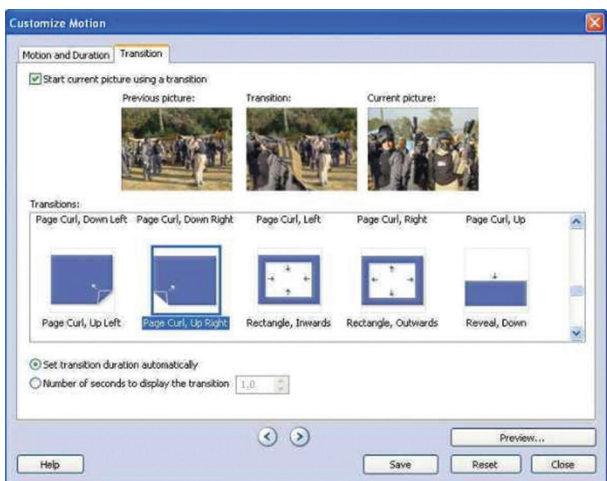 Customize Motion
Motion and Duration Transition
Start current picture using a transition
Previous picture: Transition: Current picture:
Transitions:
Page Curl, Down Left Page Curl, Down Right Page Curl, Left Page Curl, Right Page Curl, Up
Page Curl, Up Left Page Curl, Up Right Rectangle, Inwards Rectangle, Outwards Reveal, Down
Set transition duration automatically
Number of seconds to display the transition 1,0
Preview...
Help Save Reset Close